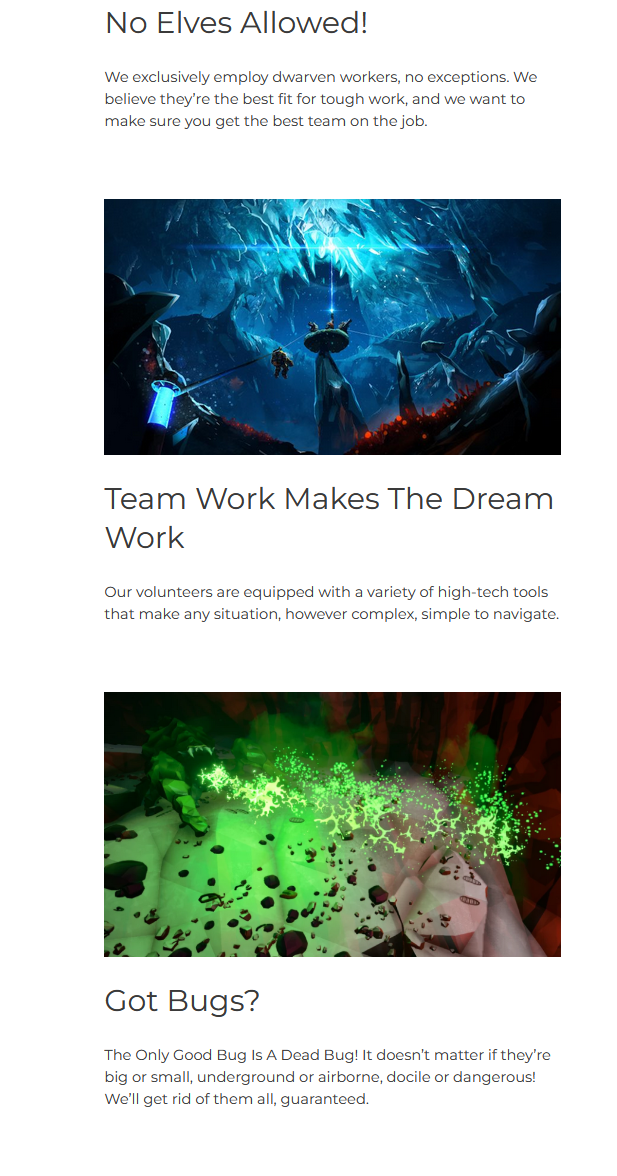 No Elves Allowed!
We exclusively employ dwarven workers, no exceptions. We
believe they’re the best fit for tough work, and we want to
make sure you get the best team on the job.
Team Work Makes The Dream
Work
Our volunteers are equipped with a variety of high-tech tools
that make any situation, however complex, simple to navigate.
Got Bugs?
The Only Good Bug Is A Dead Bug! It doesn’t matter if they’re
big or small, underground or airborne, docile or dangerous!
We’ll get rid of them all, guaranteed.